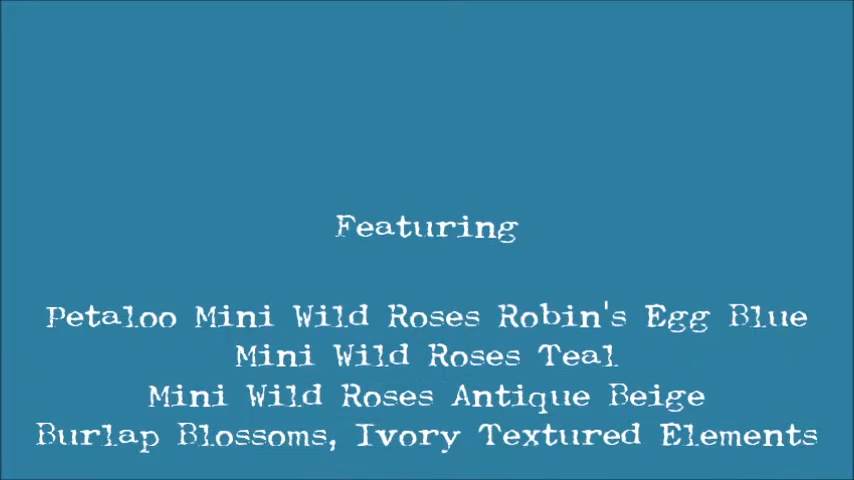 Featuring
Petaloo Mini Wild Roses Robin's Egg Blue
Mini Wild Roses Teal
Mini Wild Roses Antique Beige
Burlap Blossoms, Ivory Textured Elements